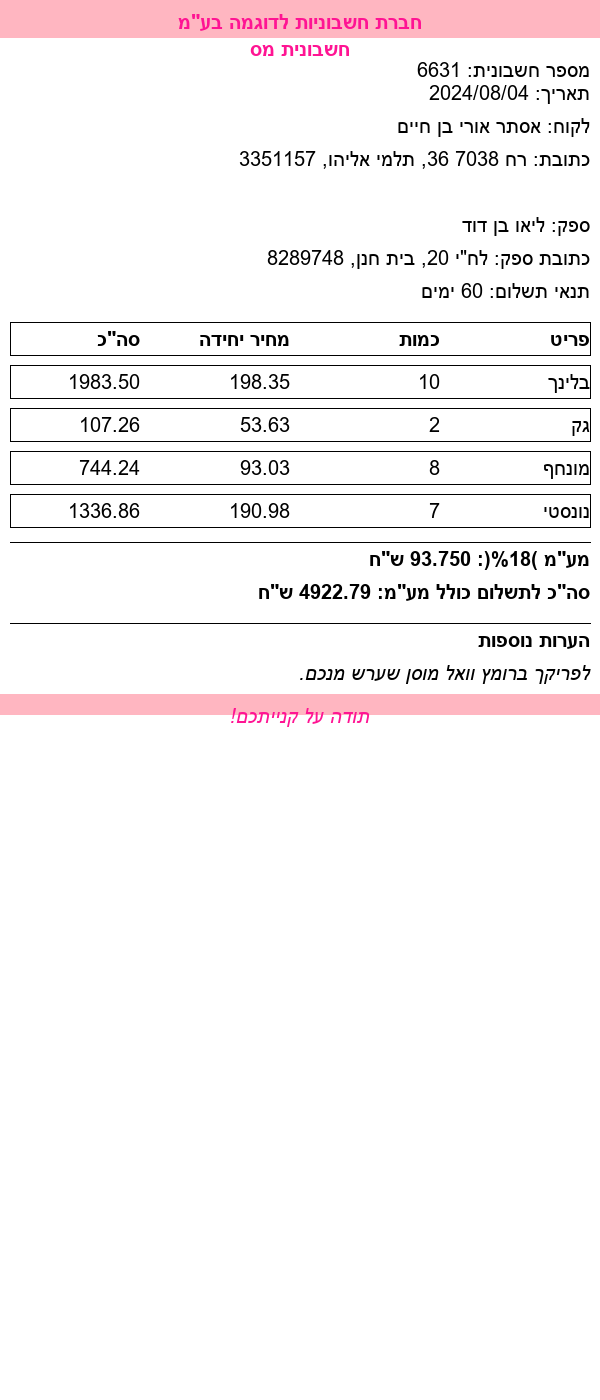 חברת חשבוניות לדוגמה בע"מ
חשבונית מס
מספר חשבונית: 6631
תאריך: 2024/08/04
לקוח: אסתר אורי בן חיים
כתובת: רח 7038 36, תלמי אליהו, 3351157
ספק: ליאו בן דוד
כתובת ספק: לח"י 20, בית חנן, 8289748
תנאי תשלום: 60 ימים
פריט כמות מחיר יחידה סה"כ
בלינך 10 198.35 1983.50
גק 2 53.63 107.26
מונחף 8 93.03 744.24
נונסטי 7 190.98 1336.86
מע"מ )18%(: 93.750 ש"ח
סה"כ לתשלום כולל מע"מ: 4922.79 ש"ח
הערות נוספות
לפריקך ברומץ וואל מוסן שערש מנכם.
תודה על קנייתכם!